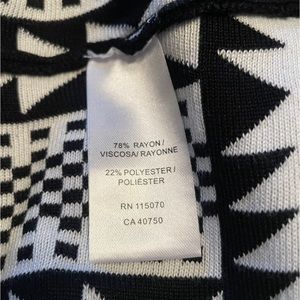 78% RAYON/
VISCOSA/RAYONNE
22% POLYESTER/
POLIÉSTER
RN 115070
CA 40750